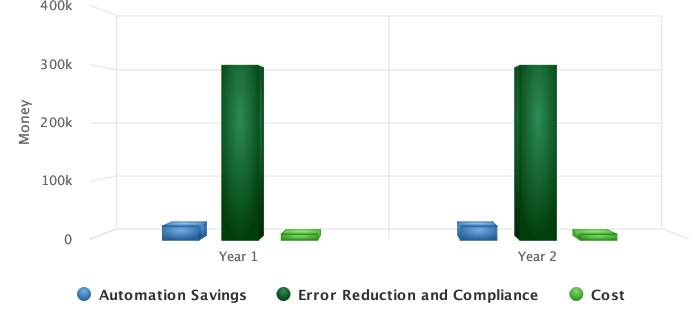 400k
300k
200k
100k
0
Money
Year 1 Year 2
Automation Savings Error Reduction and Compliance Cost